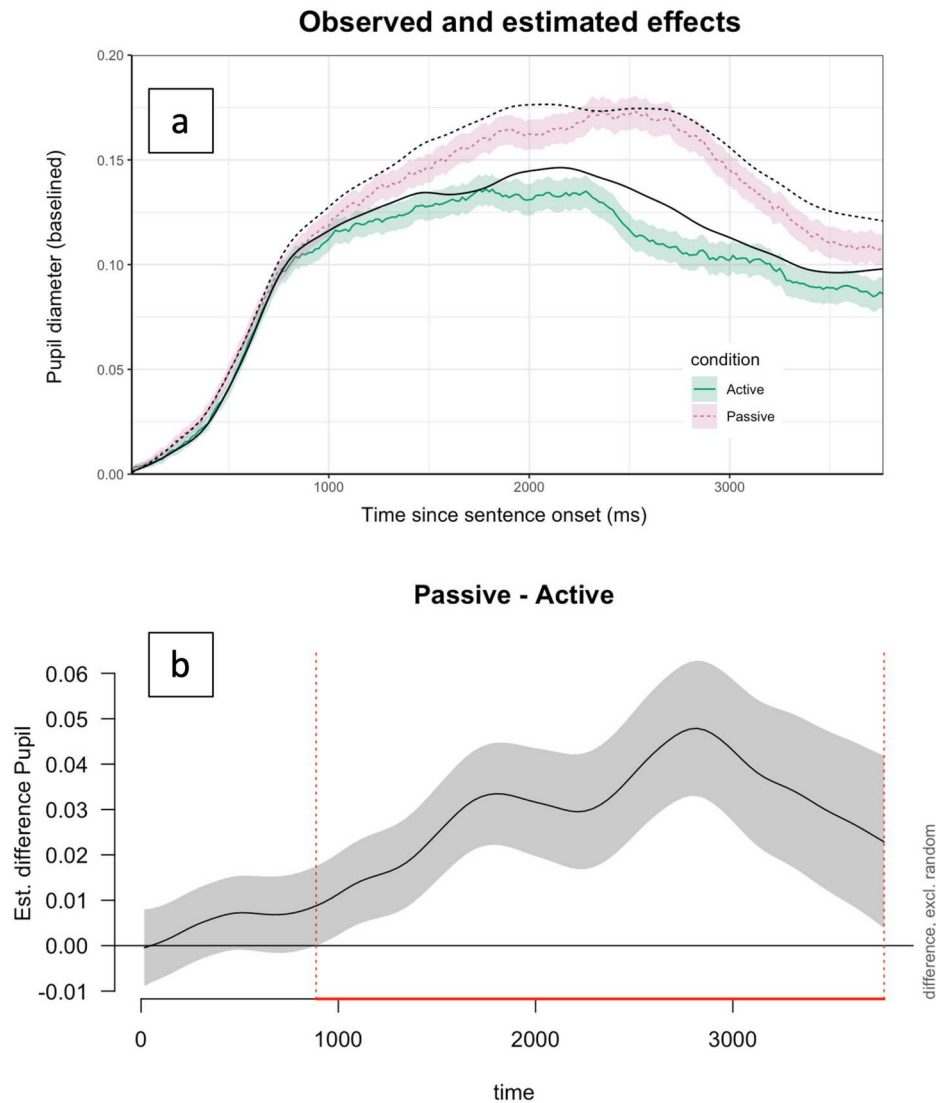 Observed and estimated effects
a
0.20
0.15
0.10
0.05
0.00
Pupil diameter (baselined)
condition
Active
Passive
1000 2000 3000
Time since sentence onset (ms)
Passive - Active
b
0.06
0.05
0.04
0.03
0.02
0.01
0.00
-0.01
Est. difference Pupil
difference, excl. random
0 1000 2000 3000
time